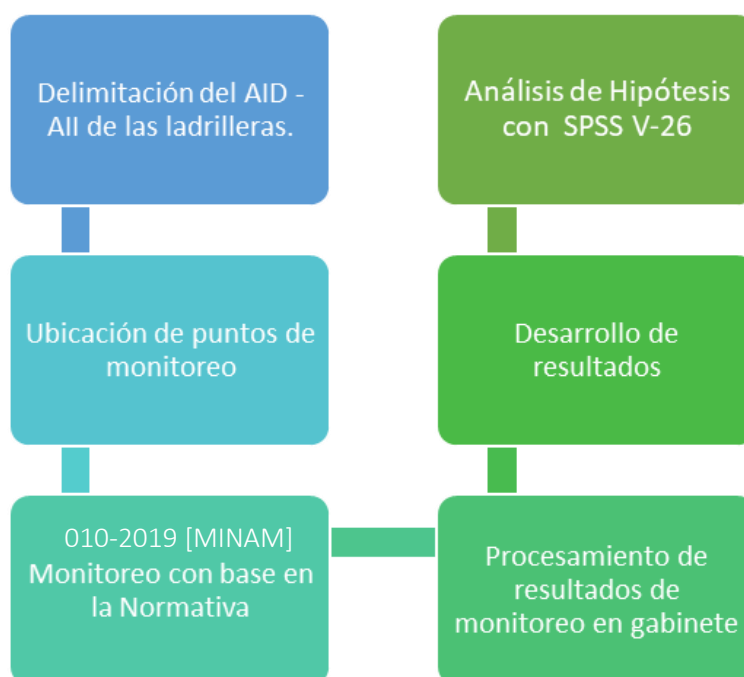 Delimitación del AID -
AII de las ladrilleras.
Ubicación de puntos de
monitoreo
010-2019 [MINAM]
Monitoreo con base en
la Normativa
Procesamiento de
resultados de
monitoreo en gabinete
Desarrollo de
resultados
Análisis de Hipótesis
con SPSS V-26